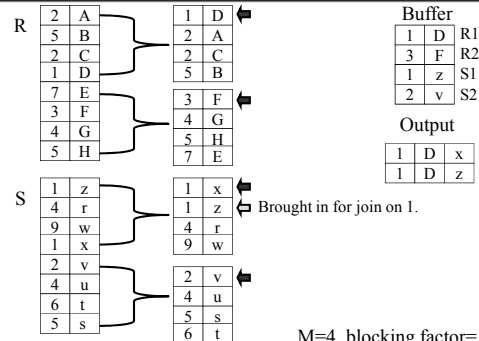 R
2 A
5 B
2 C
1 D
7 E
3 F
4 G
5 H
1 D
2 A
2 C
5 B
3 F
4 G
5 H
7 E
S
1 z
4 r
9 w
1 x
2 v
4 u
6 t
5 s
1 x
1 z
4 r
9 w
2 v
4 u
5 s
6 t
Brought in for join on 1.
Buffer
1 D R1
3 F R2
1 z S1
2 v S2
Output
1 D x
1 D z
M=4, blocking factor=